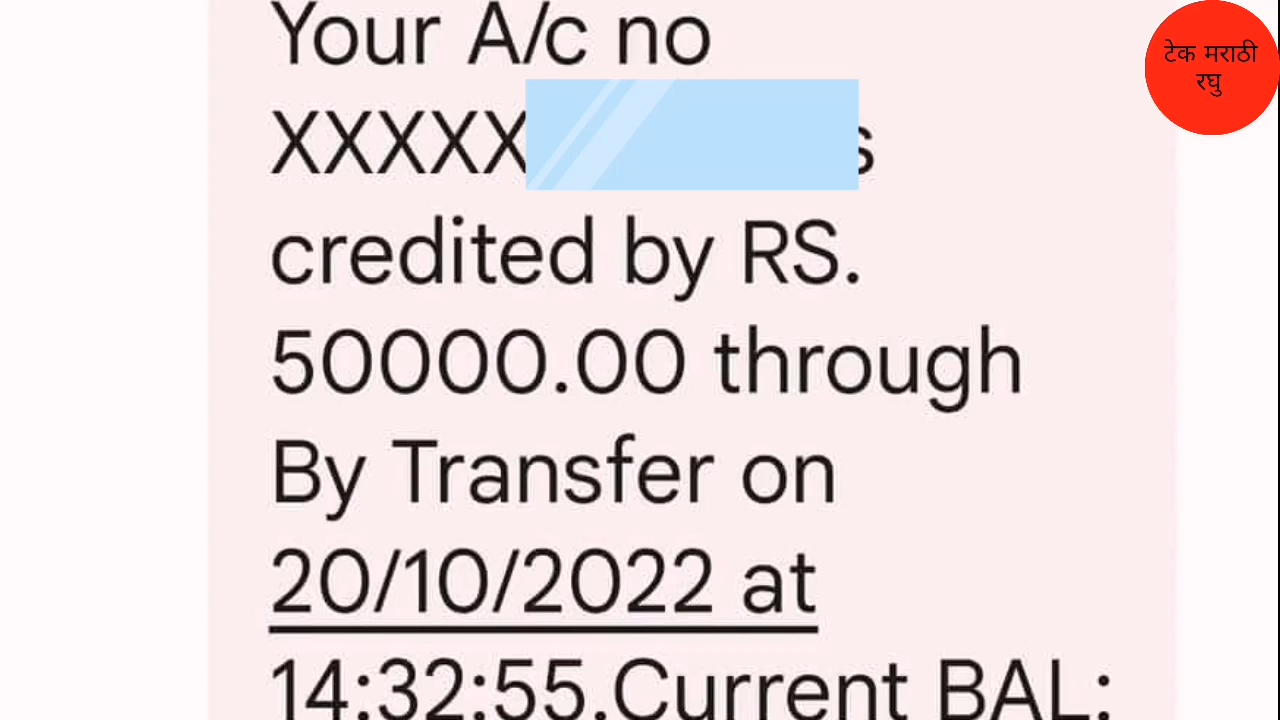 Your A/c no
XXXXX s
credited by RS.
50000.00 through
By Transfer on
20/10/2022 at
14:32:55.Current BAL:
टेक मराठी
रघु